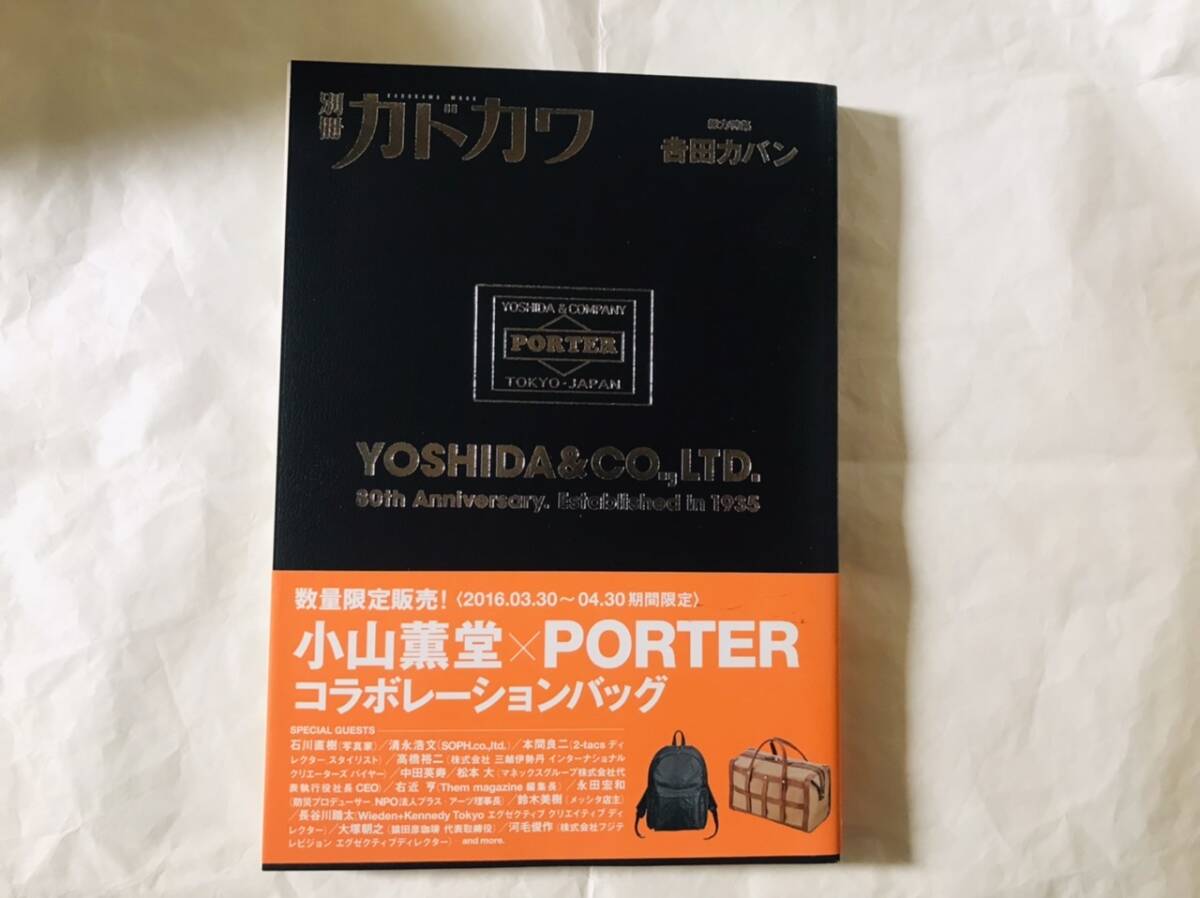 別冊 カドカワ
KADOKAWA MOOK
総力特集
吉田カバン
YOSHIDA & COMPANY
PORTER
TOKYO-JAPAN
YOSHIDA&CO.,LTD.
80th Anniversary. Established in 1935
数量限定販売!〈2016.03.30〜04.30 期間限定〉
小山薫堂×PORTER
コラボレーションバッグ
SPECIAL GUESTS
石川直樹(写真家)/清永浩文(SOPH.co.,ltd.)/本間良二(2-tacs ディ
レクター、スタイリスト)/高橋裕二(株式会社 三越伊勢丹 インターナショナル
クリエーターズ バイヤー)/中田英寿/松本 大(マネックスグループ株式会社代
表執行役社長 CEO)/右近 亨(Them magazine 編集長)/永田宏和
(防災プロデューサー、NPO法人プラス・アーツ理事長)/鈴木美樹(メッシタ店主)
/長谷川踏太(Wieden+Kennedy Tokyo エグゼクティブ クリエイティブ ディ
レクター)/大塚朝之(猿田彦珈琲 代表取締役)/河毛俊作(株式会社フジテ
レビジョン エグゼクティブディレクター) and more.